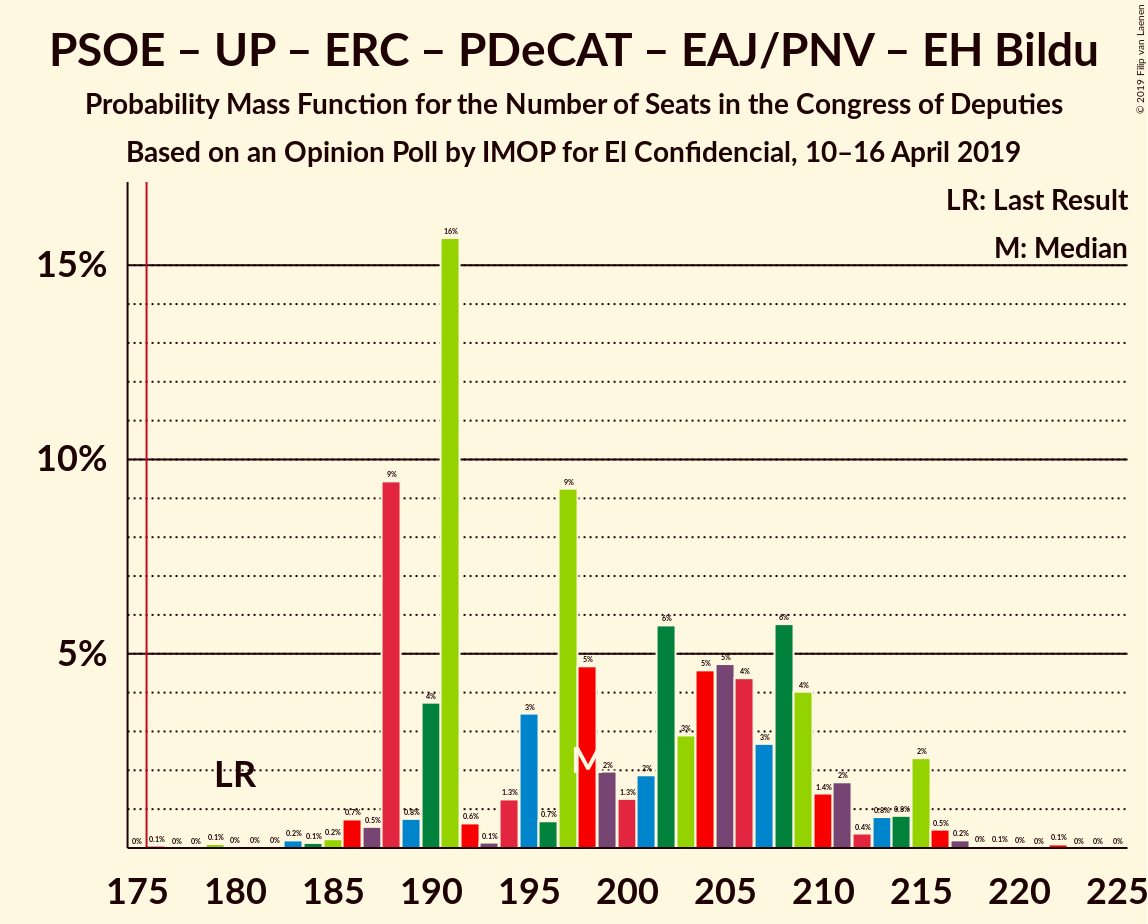 PSOE – UP – ERC – PDeCAT – EAJ/PNV – EH Bildu
Probability Mass Function for the Number of Seats in the Congress of Deputies
Based on an Opinion Poll by IMOP for El Confidencial, 10–16 April 2019
© 2019 Filip van Laenen
LR: Last Result
M: Median
15%
10%
5%
0% 0.1% 0% 0% 0.1% 0% 0% 0% 0.2% 0.1% 0.2% 0.7% 0.5% 9% 0.8% 4% 16% 0.6% 0.1% 1.3% 3% 0.7% 9% 5% 2% 1.3% 2% 6% 3% 5% 5% 4% 3% 6% 4% 1.4% 2% 0.4% 0.8% 0.8% 2% 0.5% 0.2% 0% 0.1% 0% 0% 0.1% 0% 0% 0%
LR
M
175 180 185 190 195 200 205 210 215 220 225